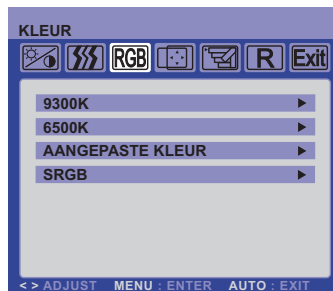 KLEUR
RGB R Exit
9300K
6500K
AANGEPASTE KLEUR
SRGB
< > ADJUST MENU : ENTER AUTO : EXIT